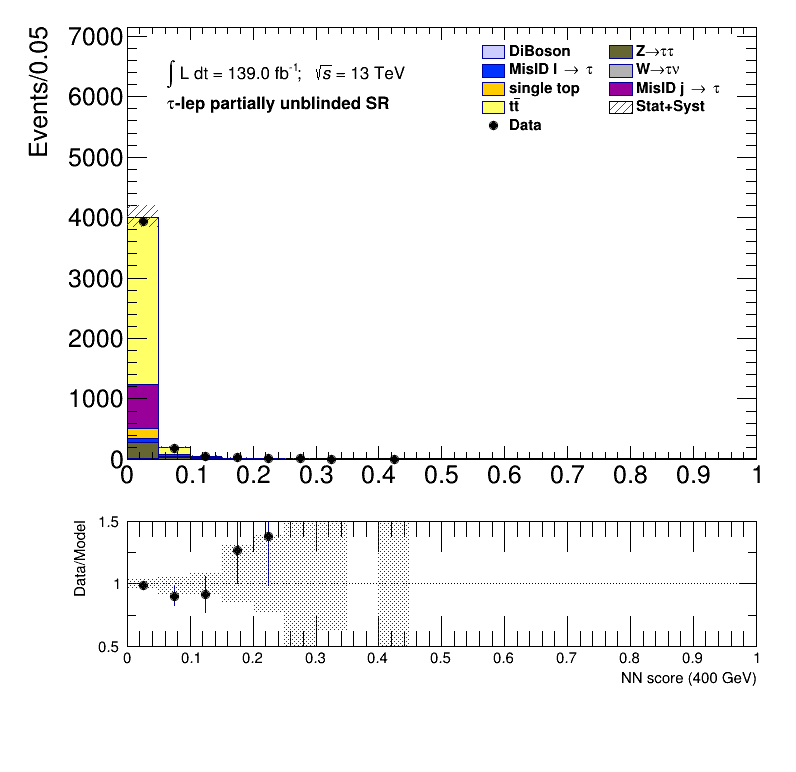 Events/0.05
7000
6000
5000
4000
3000
2000
1000
0
∫ L dt = 139.0 fb⁻¹; √s = 13 TeV
τ-lep partially unblinded SR
DiBoson
MisID l → τ
single top
tt̄
Data
Z→ττ
W→τν
MisID j → τ
Stat+Syst
0 0.1 0.2 0.3 0.4 0.5 0.6 0.7 0.8 0.9 1
Data/Model
1.5
1
0.5
0 0.1 0.2 0.3 0.4 0.5 0.6 0.7 0.8 0.9 1
NN score (400 GeV)